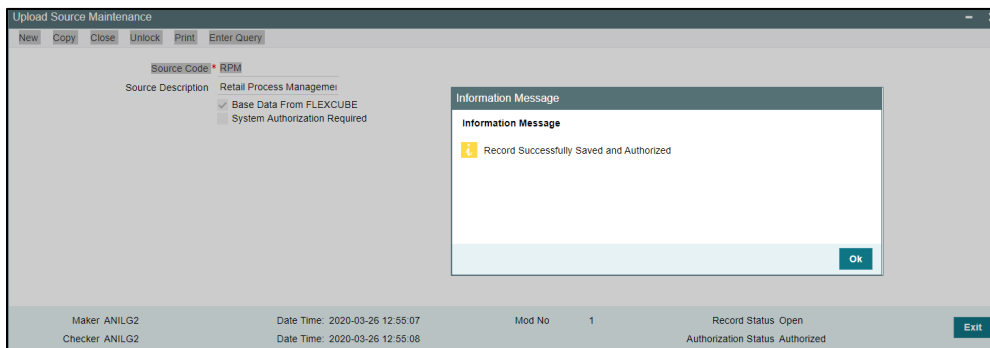 Upload Source Maintenance
New Copy Close Unlock Print Enter Query
Source Code * RPM
Source Description Retail Process Managemer
Base Data From FLEXCUBE
System Authorization Required
Information Message
Information Message
Record Successfully Saved and Authorized
Ok
Maker ANILG2 Date Time: 2020-03-26 12:55:07 Mod No 1 Record Status Open
Checker ANILG2 Date Time: 2020-03-26 12:55:08 Authorization Status Authorized
Exit